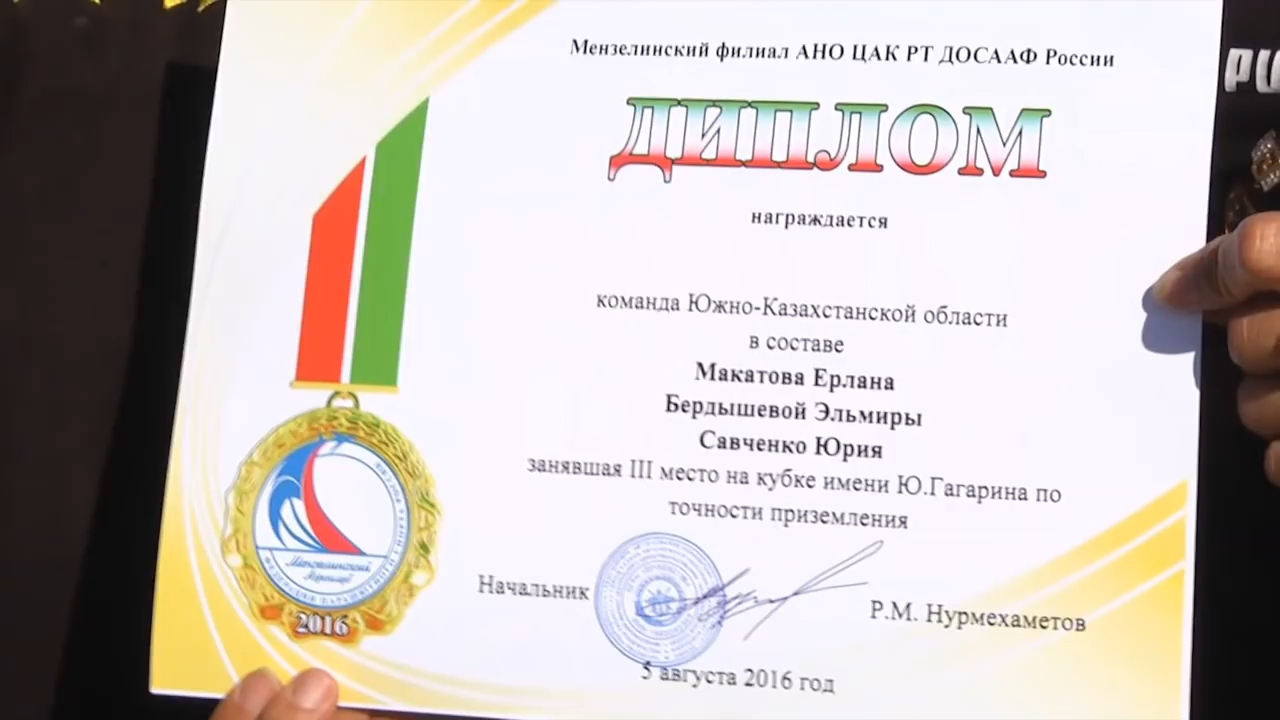 Мензелинский филиал АНО ЦАК РТ ДОСААФ России
ДИПЛОМ
награждается
команда Южно-Казахстанской области
в составе
Макатова Ерлана
Бердышевой Эльмиры
Савченко Юрия
занявшая III место на кубке имени Ю.Гагарина по
точности приземления
Начальник
Р.М. Нурмехаметов
5 августа 2016 год
Мензелинский
2016